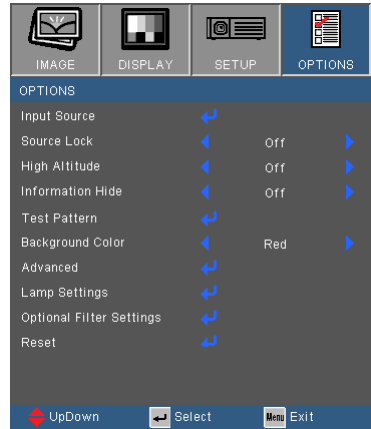 IMAGE DISPLAY SETUP OPTIONS
OPTIONS
Input Source
Source Lock Off
High Altitude Off
Information Hide Off
Test Pattern
Background Color Red
Advanced
Lamp Settings
Optional Filter Settings
Reset
UpDown Select Menu Exit